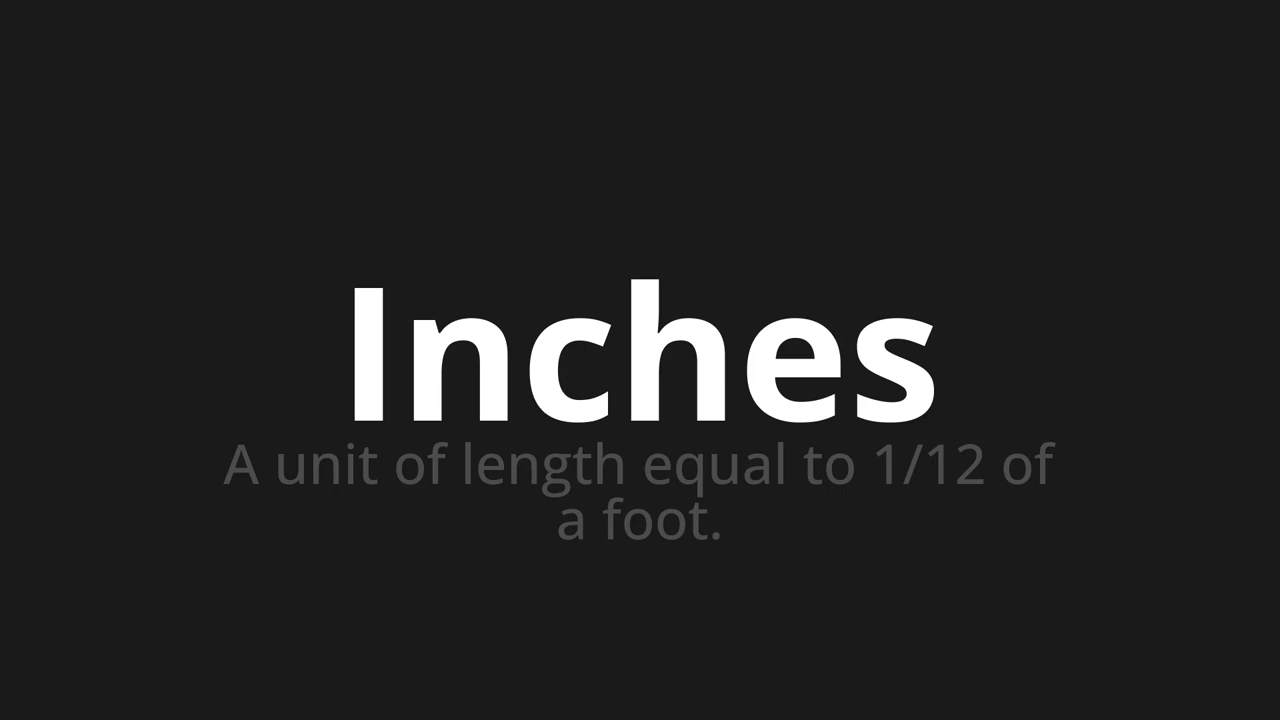 Inches
A unit of length equal to 1/12 of
a foot.